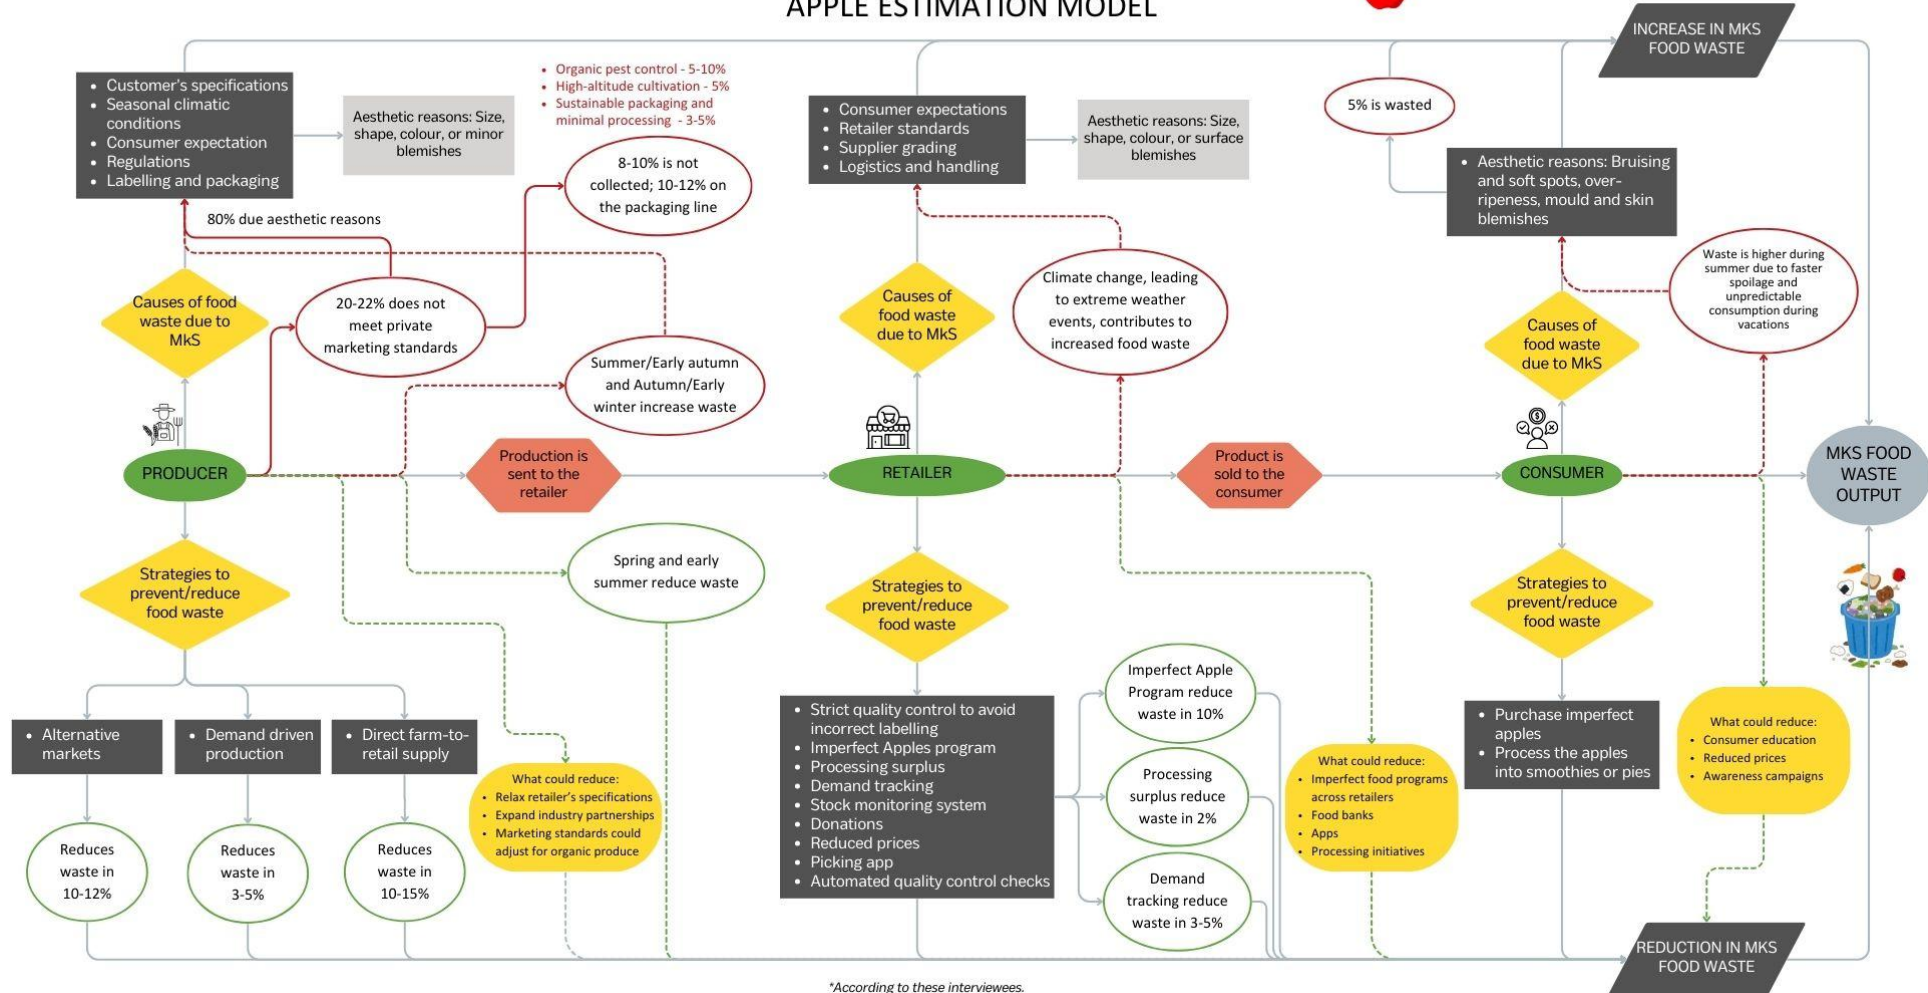 APPLE ESTIMATION MODEL
INCREASE IN MKS
FOOD WASTE
• Customer's specifications
• Seasonal climatic
conditions
• Consumer expectation
• Regulations
• Labelling and packaging
Aesthetic reasons: Size,
shape, colour, or minor
blemishes
• Organic pest control - 5-10%
• High-altitude cultivation - 5%
• Sustainable packaging and
minimal processing - 3-5%
8-10% is not
collected; 10-12% on
the packaging line
80% due aesthetic reasons
Causes of food
waste due to
MkS
20-22% does not
meet private
marketing standards
Summer/Early autumn
and Autumn/Early
winter increase waste
• Consumer expectations
• Retailer standards
• Supplier grading
• Logistics and handling
Aesthetic reasons: Size,
shape, colour, or surface
blemishes
Causes of
food waste
due to MkS
Climate change, leading
to extreme weather
events, contributes to
increased food waste
5% is wasted
• Aesthetic reasons: Bruising
and soft spots, over-
ripeness, mould and skin
blemishes
Waste is higher during
summer due to faster
spoilage and
unpredictable
consumption during
vacations
Causes of
food waste
due to MkS
PRODUCER
Production is
sent to the
retailer
RETAILER
Product is
sold to the
consumer
CONSUMER
MKS FOOD
WASTE
OUTPUT
Strategies to
prevent/reduce
food waste
Spring and early
summer reduce waste
Strategies to
prevent/reduce
food waste
Strategies to
prevent/reduce
food waste
• Alternative
markets
• Demand driven
production
• Direct farm-to-
retail supply
Reduces
waste in
10-12%
Reduces
waste in
3-5%
Reduces
waste in
10-15%
What could reduce:
• Relax retailer's specifications
• Expand industry partnerships
• Marketing standards could
adjust for organic produce
• Strict quality control to avoid
incorrect labelling
• Imperfect Apples program
• Processing surplus
• Demand tracking
• Stock monitoring system
• Donations
• Reduced prices
• Picking app
• Automated quality control checks
Imperfect Apple
Program reduce
waste in 10%
Processing
surplus reduce
waste in 2%
Demand
tracking reduce
waste in 3-5%
What could reduce:
• Imperfect food programs
across retailers
• Food banks
• Apps
• Processing initiatives
• Purchase imperfect
apples
• Process the apples
into smoothies or pies
What could reduce:
• Consumer education
• Reduced prices
• Awareness campaigns
REDUCTION IN MKS
FOOD WASTE
*According to these interviewees.